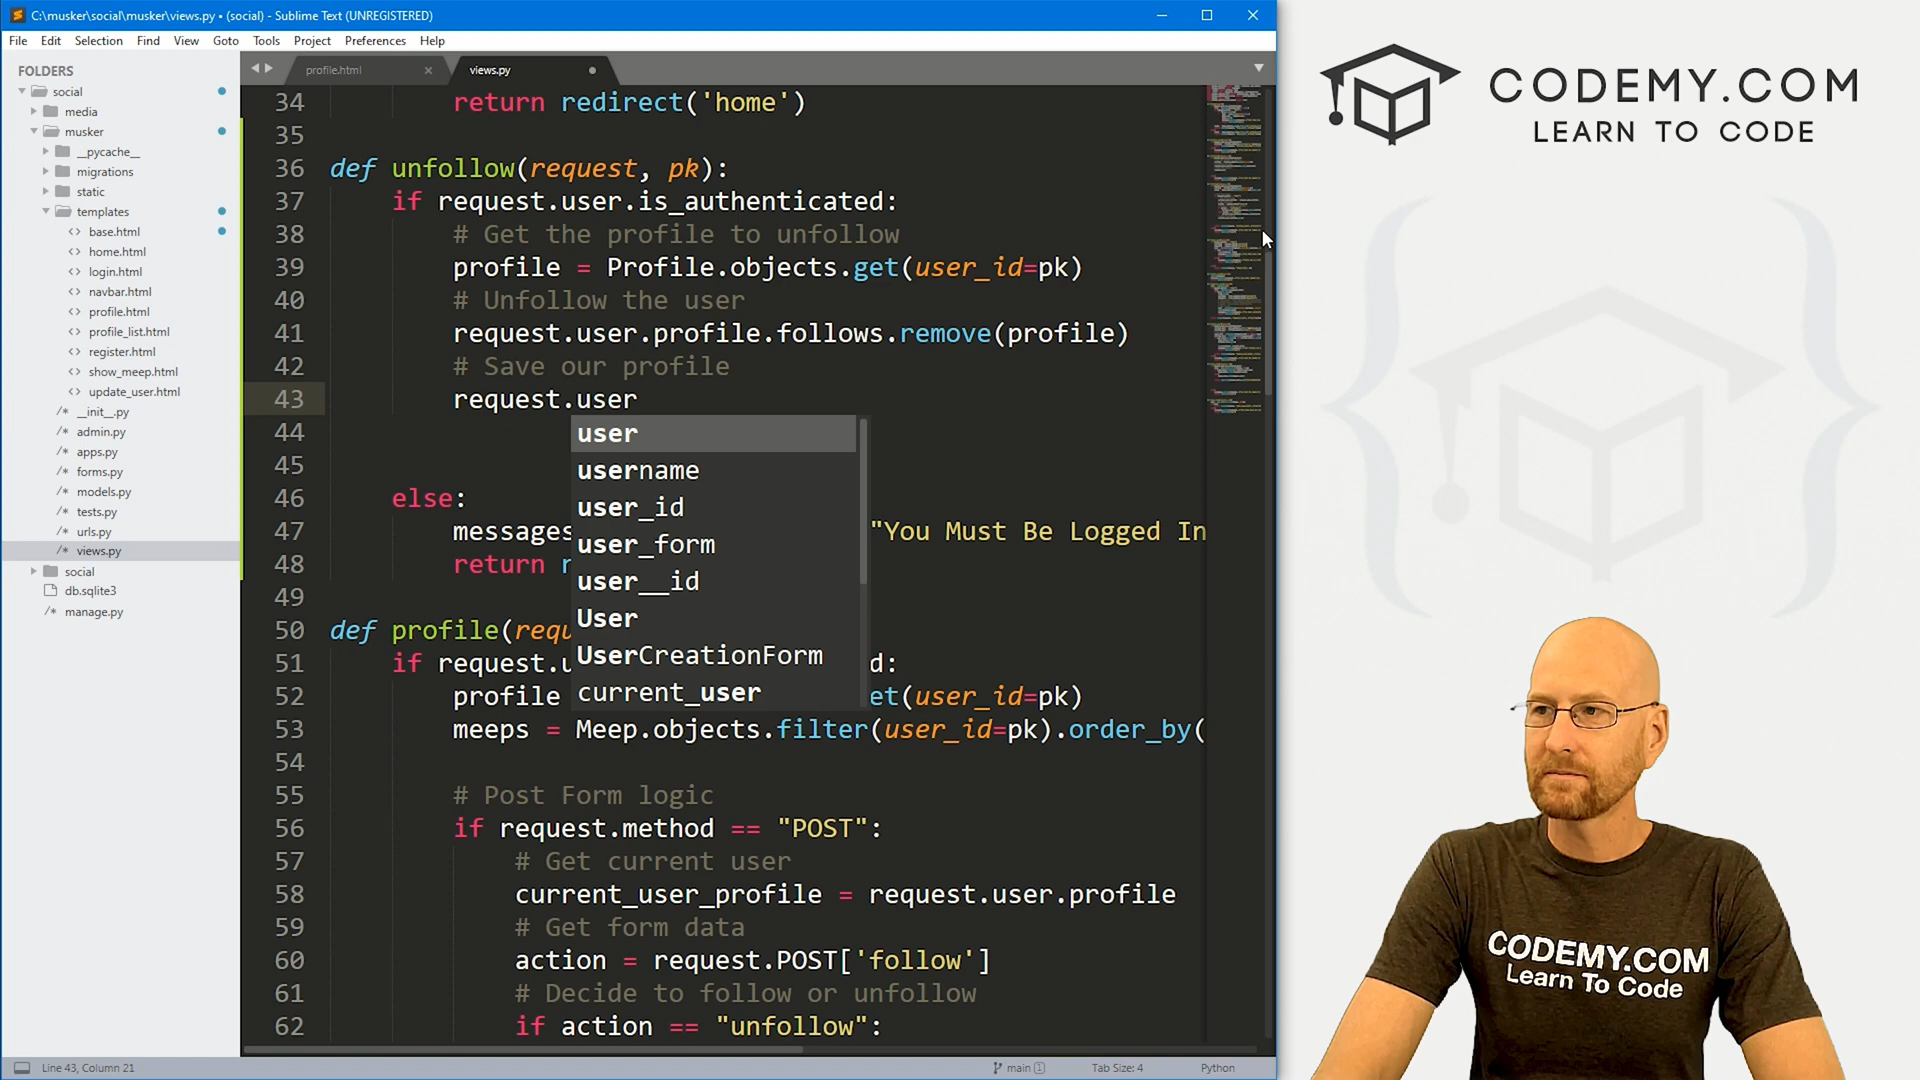 C:\musker\social\musker\views.py • (social) - Sublime Text (UNREGISTERED)
File Edit Selection Find View Goto Tools Project Preferences Help
FOLDERS
social
media
musker
__pycache__
migrations
static
templates
base.html
home.html
login.html
navbar.html
profile.html
profile_list.html
register.html
show_meep.html
update_user.html
__init__.py
admin.py
apps.py
forms.py
models.py
tests.py
urls.py
views.py
social
db.sqlite3
manage.py
profile.html
views.py
34 return redirect('home')
35
36 def unfollow(request, pk):
37 if request.user.is_authenticated:
38 # Get the profile to unfollow
39 profile = Profile.objects.get(user_id=pk)
40 # Unfollow the user
41 request.user.profile.follows.remove(profile)
42 # Save our profile
43 request.user
44
45
46 else:
47 messages "You Must Be Logged In
48 return r
49
50 def profile(requ
51 if request.u d:
52 profile et(user_id=pk)
53 meeps = Meep.objects.filter(user_id=pk).order_by(
54
55 # Post Form logic
56 if request.method == "POST":
57 # Get current user
58 current_user_profile = request.user.profile
59 # Get form data
60 action = request.POST['follow']
61 # Decide to follow or unfollow
62 if action == "unfollow":
user
username
user_id
user_form
user__id
User
UserCreationForm
current_user
Line 43, Column 21
main 1
Tab Size: 4
Python
CODEMY.COM
LEARN TO CODE
CODEMY.COM
Learn To Code